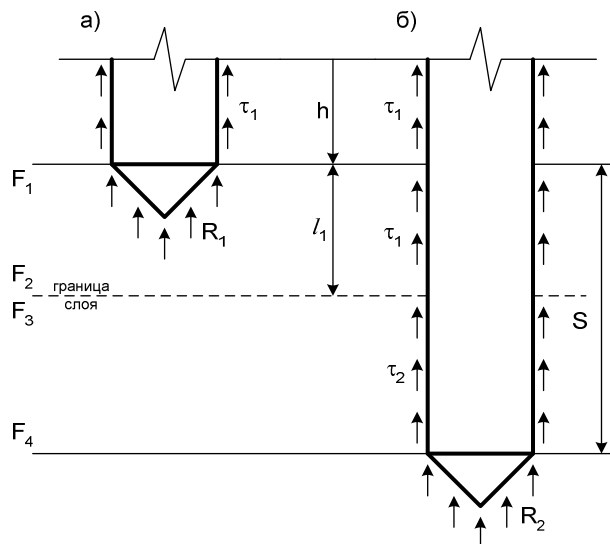 а) б)
τ₁ h τ₁
F₁
R₁ l₁ τ₁
F₂ граница
F₃ слоя
S
τ₂
F₄
R₂